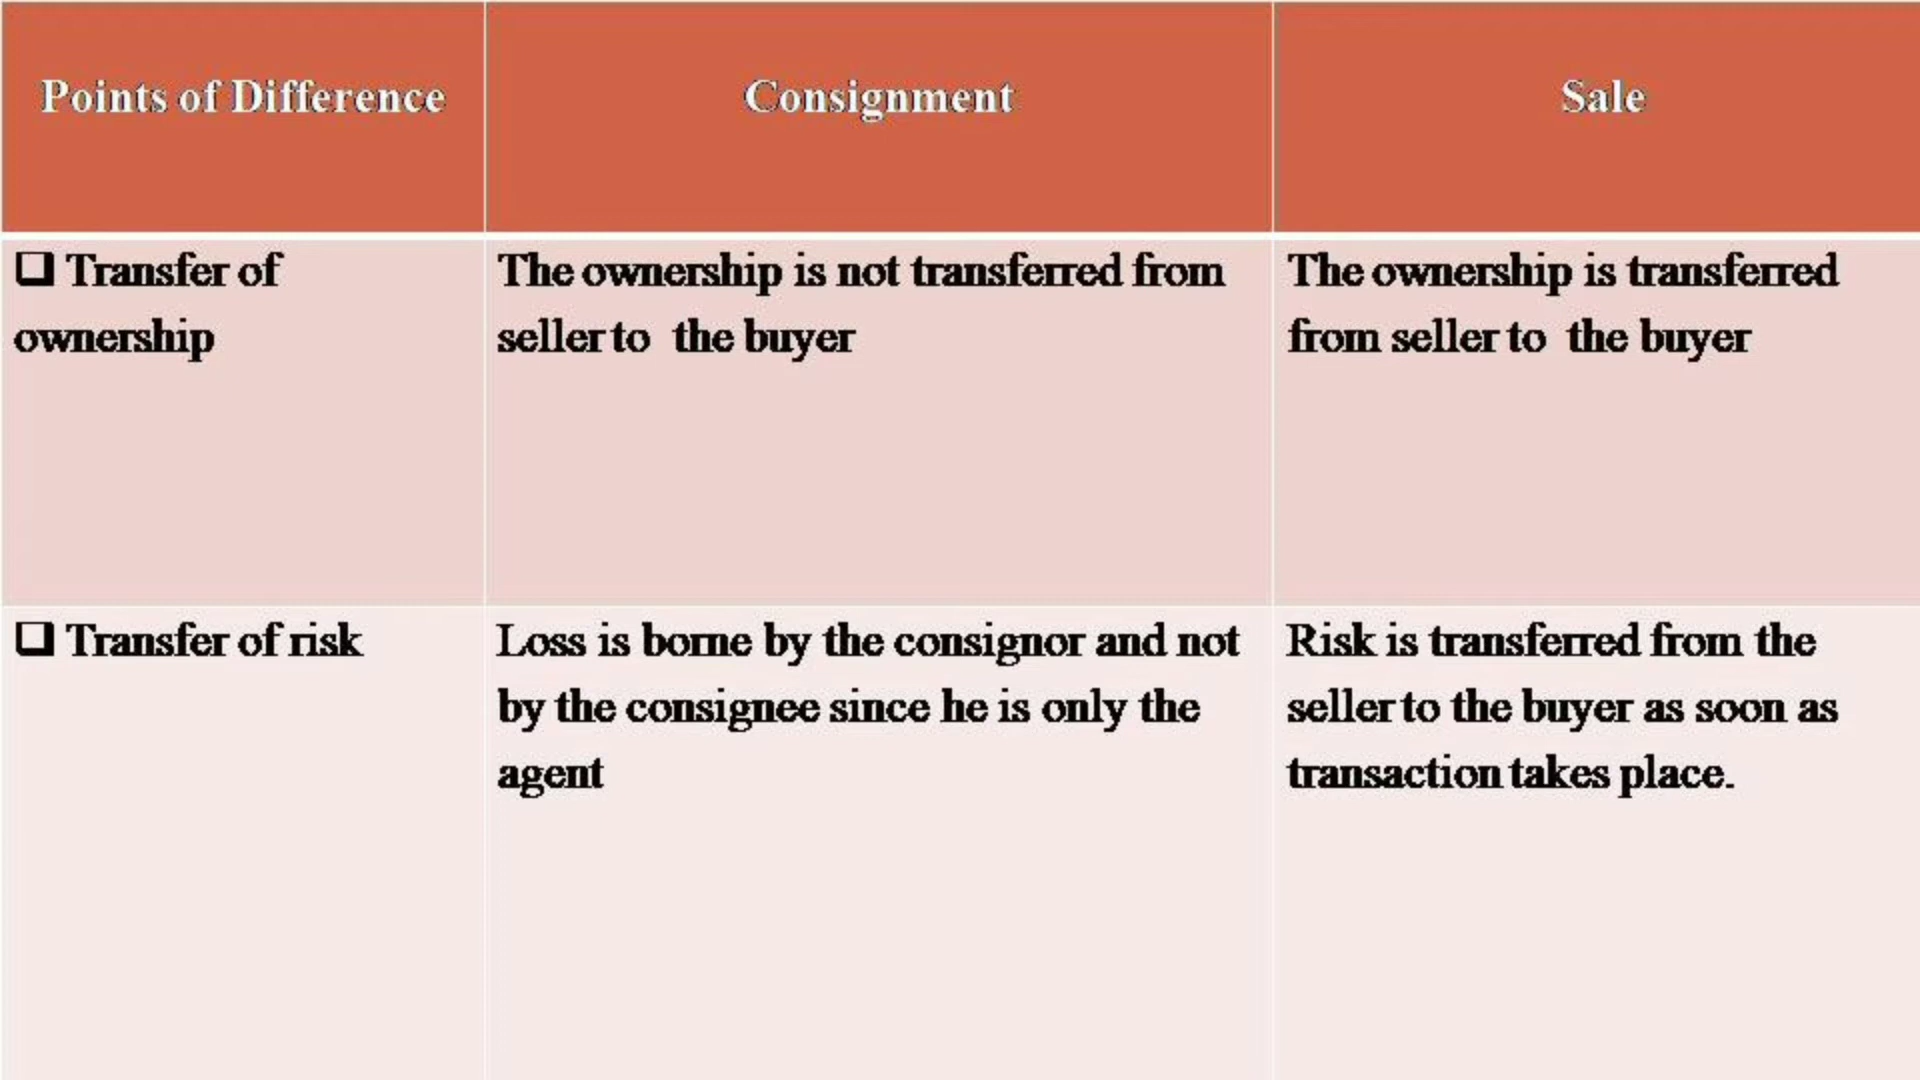 Points of Difference
Consignment
Sale
❑ Transfer of
ownership
The ownership is not transferred from
seller to the buyer
The ownership is transferred
from seller to the buyer
❑ Transfer of risk
Loss is borne by the consignor and not
by the consignee since he is only the
agent
Risk is transferred from the
seller to the buyer as soon as
transaction takes place.